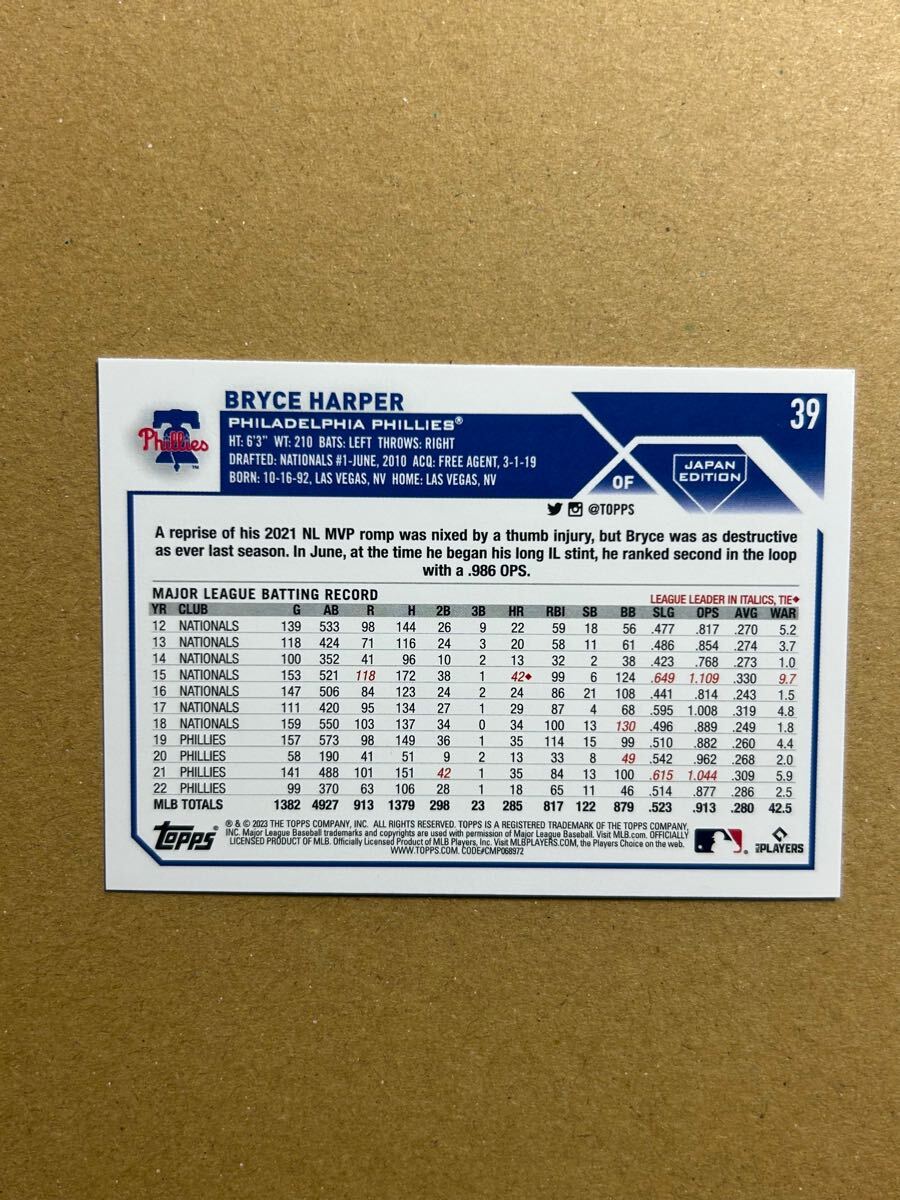 BRYCE HARPER
39
Phillies™
PHILADELPHIA PHILLIES®
HT: 6'3" WT: 210 BATS: LEFT THROWS: RIGHT
DRAFTED: NATIONALS #1-JUNE, 2010 ACQ: FREE AGENT, 3-1-19
BORN: 10-16-92, LAS VEGAS, NV HOME: LAS VEGAS, NV
OF
JAPAN
EDITION
@TOPPS
A reprise of his 2021 NL MVP romp was nixed by a thumb injury, but Bryce was as destructive
as ever last season. In June, at the time he began his long IL stint, he ranked second in the loop
with a .986 OPS.
MAJOR LEAGUE BATTING RECORD LEAGUE LEADER IN ITALICS, TIE♦
YR CLUB G AB R H 2B 3B HR RBI SB BB SLG OPS AVG WAR
12 NATIONALS 139 533 98 144 26 9 22 59 18 56 .477 .817 .270 5.2
13 NATIONALS 118 424 71 116 24 3 20 58 11 61 .486 .854 .274 3.7
14 NATIONALS 100 352 41 96 10 2 13 32 2 38 .423 .768 .273 1.0
15 NATIONALS 153 521 118 172 38 1 42♦ 99 6 124 .649 1.109 .330 9.7
16 NATIONALS 147 506 84 123 24 2 24 86 21 108 .441 .814 .243 1.5
17 NATIONALS 111 420 95 134 27 1 29 87 4 68 .595 1.008 .319 4.8
18 NATIONALS 159 550 103 137 34 0 34 100 13 130 .496 .889 .249 1.8
19 PHILLIES 157 573 98 149 36 1 35 114 15 99 .510 .882 .260 4.4
20 PHILLIES 58 190 41 51 9 2 13 33 8 49 .542 .962 .268 2.0
21 PHILLIES 141 488 101 151 42 1 35 84 13 100 .615 1.044 .309 5.9
22 PHILLIES 99 370 63 106 28 1 18 65 11 46 .514 .877 .286 2.5
MLB TOTALS 1382 4927 913 1379 298 23 285 817 122 879 .523 .913 .280 42.5
topps®
® & © 2023 THE TOPPS COMPANY, INC. ALL RIGHTS RESERVED. TOPPS IS A REGISTERED TRADEMARK OF THE TOPPS COMPANY,
INC. Major League Baseball trademarks and copyrights are used with permission of Major League Baseball. Visit MLB.com. OFFICIALLY
LICENSED PRODUCT OF MLB. Officially Licensed Product of MLB Players, Inc. Visit MLBPLAYERS.COM, the Players Choice on the web.
WWW.TOPPS.COM. CODE#CMP068972
MLB PLAYERS